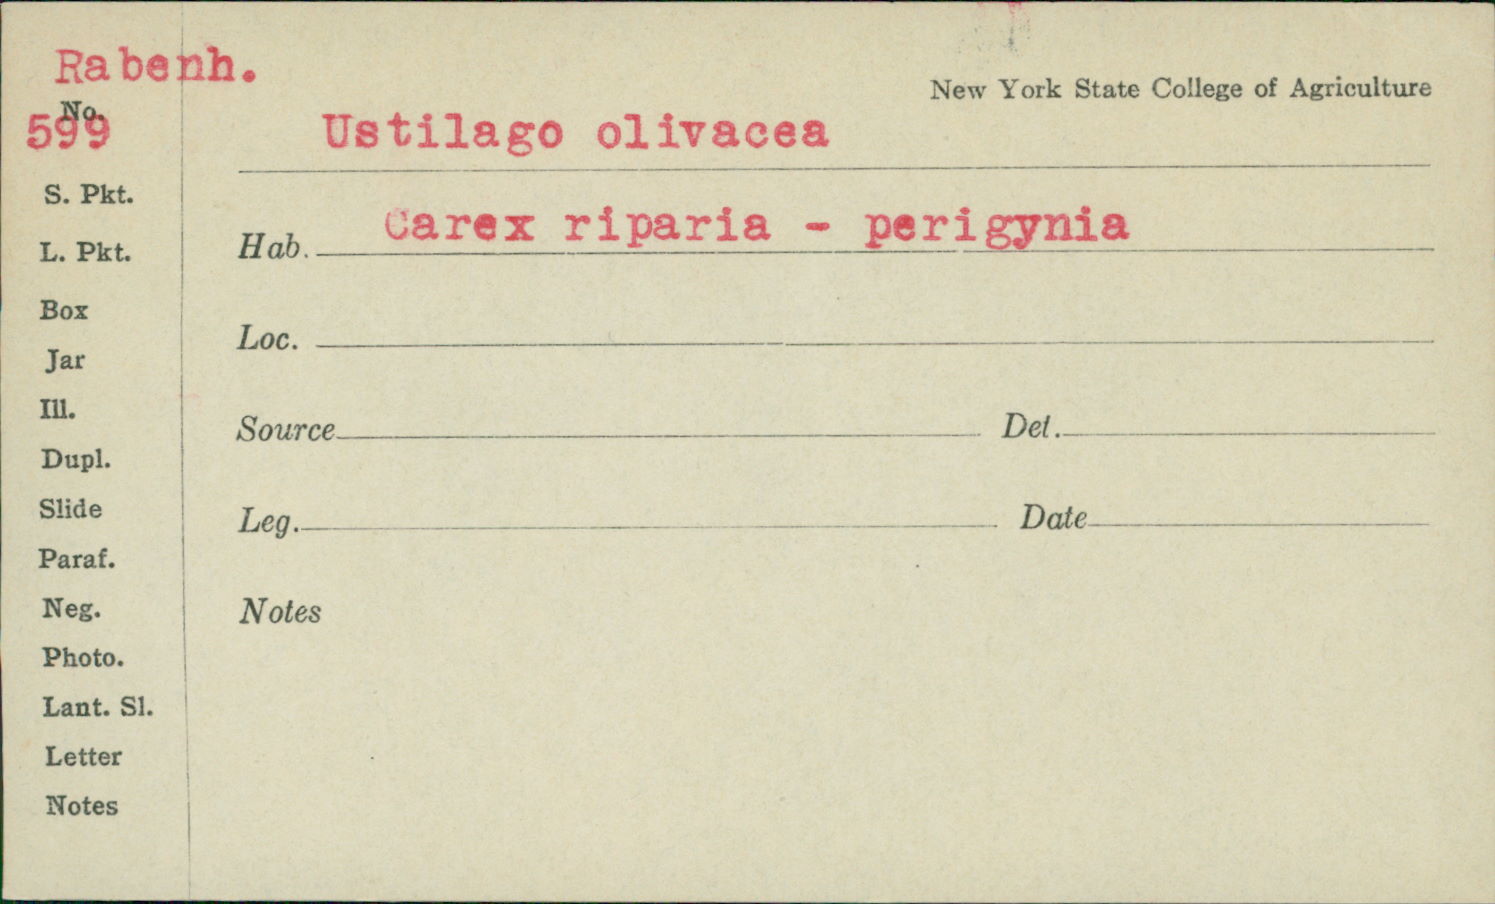 Rabenh.
New York State College of Agriculture
No.
599
Ustilago olivacea
S. Pkt.
Hab. Carex riparia - perigynia
L. Pkt.
Box
Loc.
Jar
Ill.
Source Det.
Dupl.
Slide
Leg. Date
Paraf.
Neg.
Notes
Photo.
Lant. Sl.
Letter
Notes